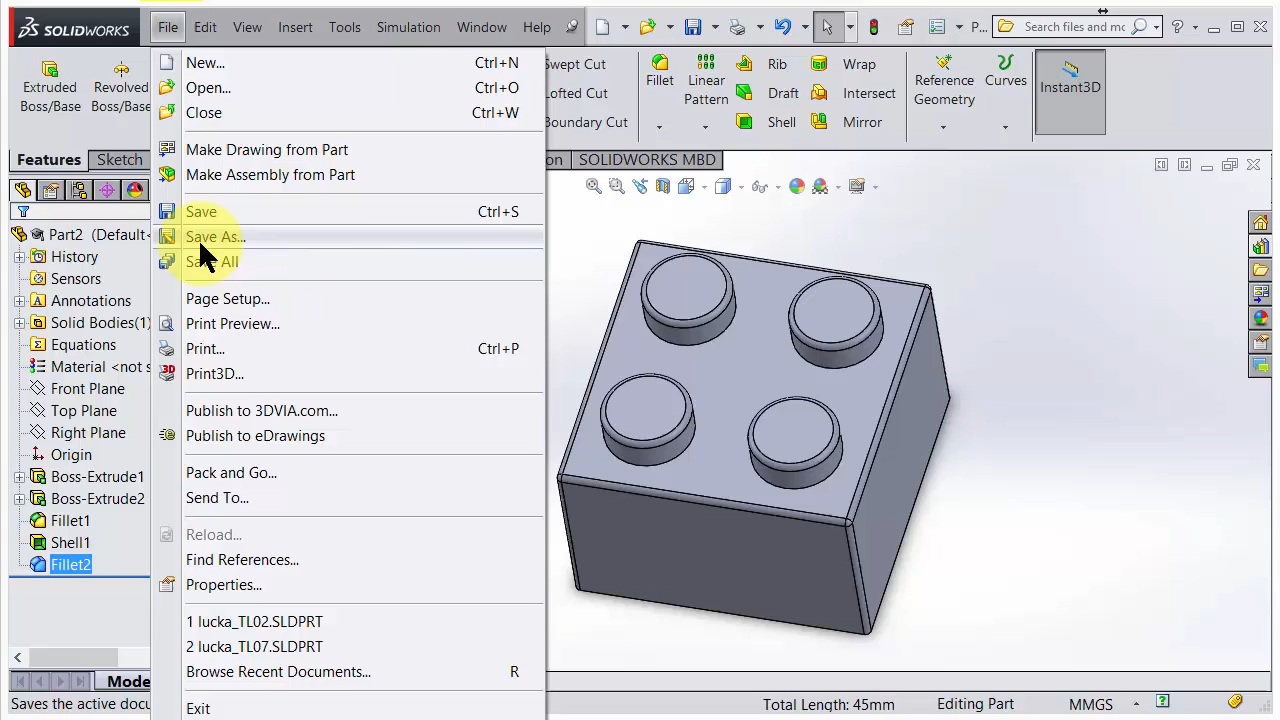 SOLIDWORKS File Edit View Insert Tools Simulation Window Help P... Search files and mc ?
Extruded Boss/Base
Revolved Boss/Base
Swept Cut
Lofted Cut
Boundary Cut
Fillet
Linear Pattern
Rib
Draft
Shell
Wrap
Intersect
Mirror
Reference Geometry
Curves
Instant3D
Features Sketch SOLIDWORKS MBD
New... Ctrl+N
Open... Ctrl+O
Close Ctrl+W
Make Drawing from Part
Make Assembly from Part
Save Ctrl+S
Save As...
Save All
Page Setup...
Print Preview...
Print... Ctrl+P
3D Print3D...
Publish to 3DVIA.com...
Publish to eDrawings
Pack and Go...
Send To...
Reload...
Find References...
Properties...
1 lucka_TL02.SLDPRT
2 lucka_TL07.SLDPRT
Browse Recent Documents... R
Exit
Part2 (Default<
History
Sensors
Annotations
Solid Bodies(1)
Equations
Material <not s
Front Plane
Top Plane
Right Plane
Origin
Boss-Extrude1
Boss-Extrude2
Fillet1
Shell1
Fillet2
Mode
Saves the active docu
Total Length: 45mm Editing Part MMGS ?